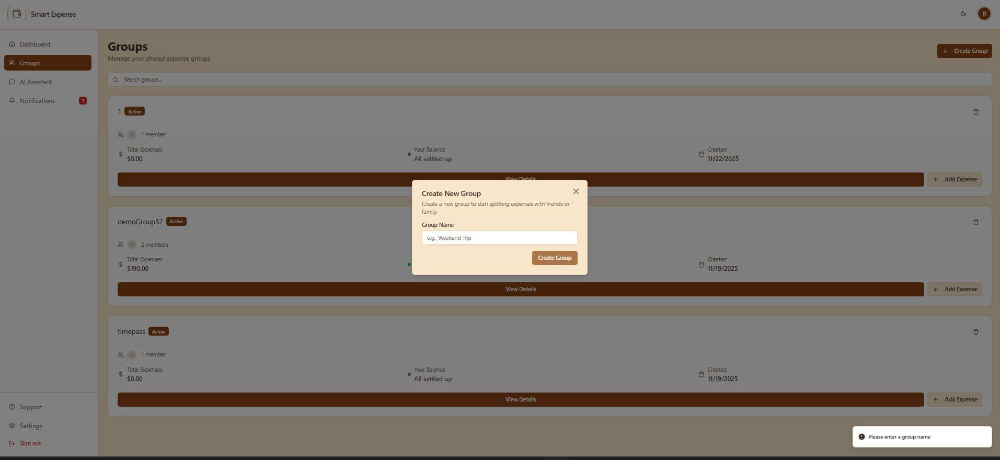 Smart Expense
R
Dashboard
Groups
AI Assistant
Notifications
1
Support
Settings
Sign out
Groups
Manage your shared expense groups
+ Create Group
Search groups...
1 Active
J 1 member
Total Expenses
$0.00
Your Balance
All settled up
Created
11/22/2025
View Details
+ Add Expense
demoGroup32 Active
J 2 members
Total Expenses
$190.00
Created
11/19/2025
View Details
+ Add Expense
timepass Active
J 1 member
Total Expenses
$0.00
Your Balance
All settled up
Created
11/19/2025
View Details
+ Add Expense
Create New Group
Create a new group to start splitting expenses with friends or
family.
Group Name
e.g., Weekend Trip
Create Group
Please enter a group name